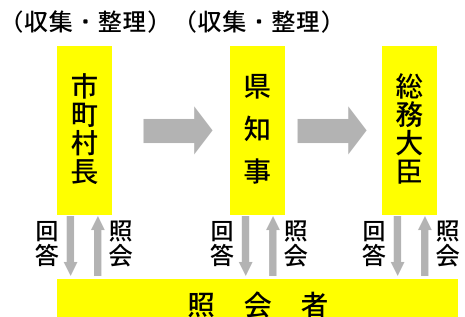 （収集・整理）（収集・整理）
市町村長
県知事
総務大臣
回答 照会 回答 照会 回答 照会
照会者